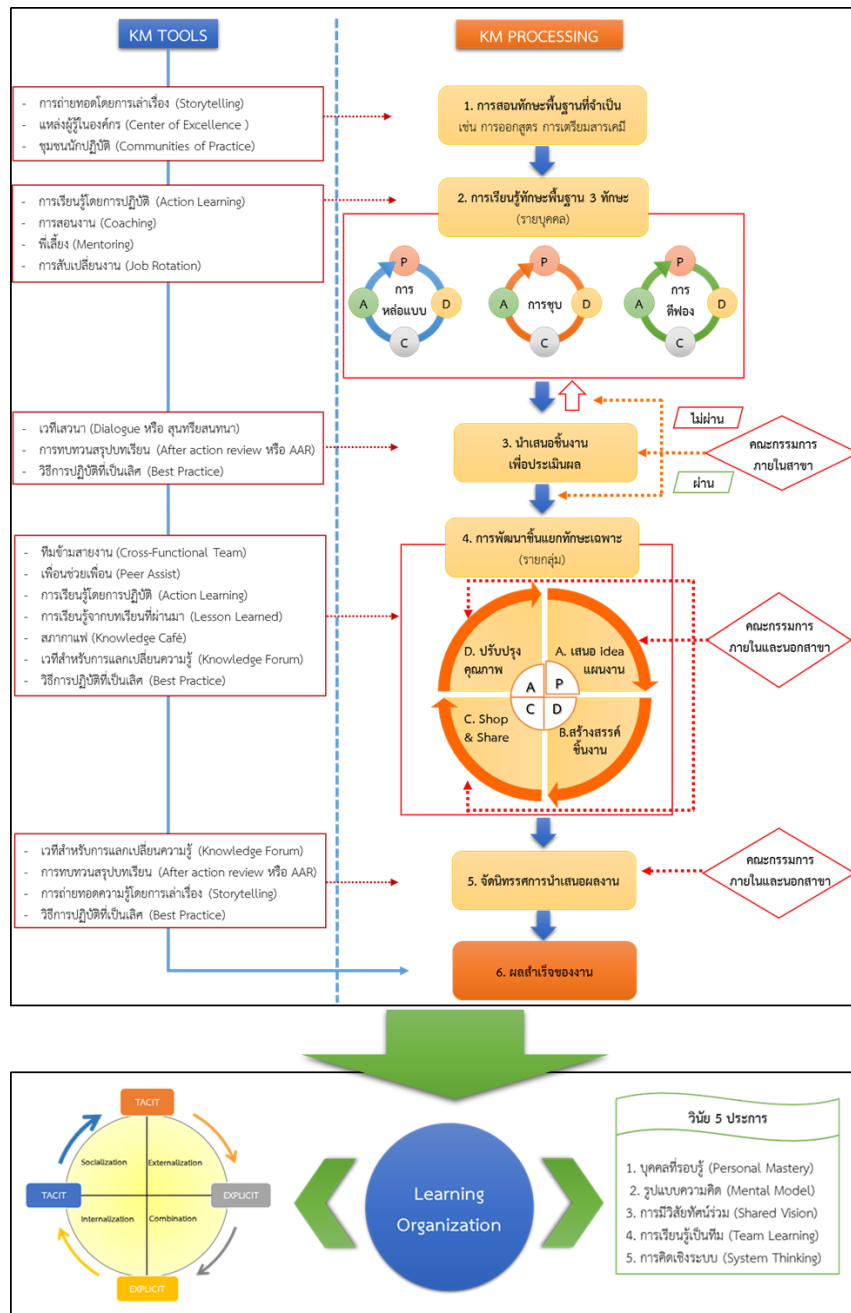 KM TOOLS
KM PROCESSING
- การถ่ายทอดโดยการเล่าเรื่อง (Storytelling)
- แหล่งผู้รู้ในองค์กร (Center of Excellence )
- ชุมชนนักปฏิบัติ (Communities of Practice)
1. การสอนทักษะพื้นฐานที่จำเป็น
เช่น การออกสูตร การเตรียมสารเคมี
- การเรียนรู้โดยการปฏิบัติ (Action Learning)
- การสอนงาน (Coaching)
- พี่เลี้ยง (Mentoring)
- การสับเปลี่ยนงาน (Job Rotation)
2. การเรียนรู้ทักษะพื้นฐาน 3 ทักษะ
(รายบุคคล)
P
D
C
A
การ
หล่อแบบ
P
D
C
A
การชุบ
P
D
C
A
การ
ตีฟอง
- เวทีเสวนา (Dialogue หรือ สุนทรียสนทนา)
- การทบทวนสรุปบทเรียน (After action review หรือ AAR)
- วิธีการปฏิบัติที่เป็นเลิศ (Best Practice)
3. นำเสนอชิ้นงาน
เพื่อประเมินผล
ไม่ผ่าน
ผ่าน
คณะกรรมการ
ภายในสาขา
- ทีมข้ามสายงาน (Cross-Functional Team)
- เพื่อนช่วยเพื่อน (Peer Assist)
- การเรียนรู้โดยการปฏิบัติ (Action Learning)
- การเรียนรู้จากบทเรียนที่ผ่านมา (Lesson Learned)
- สภากาแฟ (Knowledge Café)
- เวทีสำหรับการแลกเปลี่ยนความรู้ (Knowledge Forum)
- วิธีการปฏิบัติที่เป็นเลิศ (Best Practice)
4. การพัฒนาชิ้นแยกทักษะเฉพาะ
(รายกลุ่ม)
D. ปรับปรุง
คุณภาพ
A. เสนอ idea
แผนงาน
A
P
C
D
C. Shop
& Share
B.สร้างสรรค์
ชิ้นงาน
คณะกรรมการ
ภายในและนอกสาขา
- เวทีสำหรับการแลกเปลี่ยนความรู้ (Knowledge Forum)
- การทบทวนสรุปบทเรียน (After action review หรือ AAR)
- การถ่ายทอดความรู้โดยการเล่าเรื่อง (Storytelling)
- วิธีการปฏิบัติที่เป็นเลิศ (Best Practice)
5. จัดนิทรรศการนำเสนอผลงาน
คณะกรรมการ
ภายในและนอกสาขา
6. ผลสำเร็จของงาน
TACIT
Socialization
Externalization
TACIT
EXPLICIT
Internalization
Combination
EXPLICIT
Learning
Organization
วินัย 5 ประการ
1. บุคคลที่รอบรู้ (Personal Mastery)
2. รูปแบบความคิด (Mental Model)
3. การมีวิสัยทัศน์ร่วม (Shared Vision)
4. การเรียนรู้เป็นทีม (Team Learning)
5. การคิดเชิงระบบ (System Thinking)